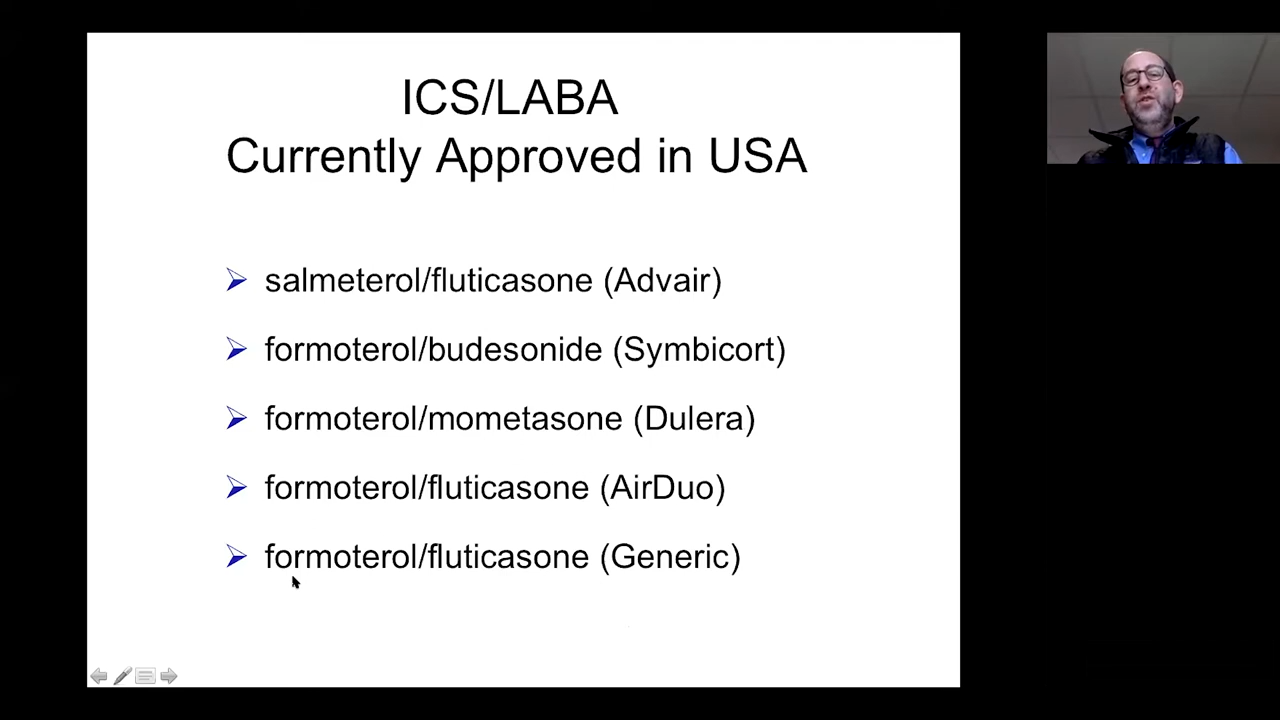 ICS/LABA
Currently Approved in USA
salmeterol/fluticasone (Advair)
formoterol/budesonide (Symbicort)
formoterol/mometasone (Dulera)
formoterol/fluticasone (AirDuo)
formoterol/fluticasone (Generic)